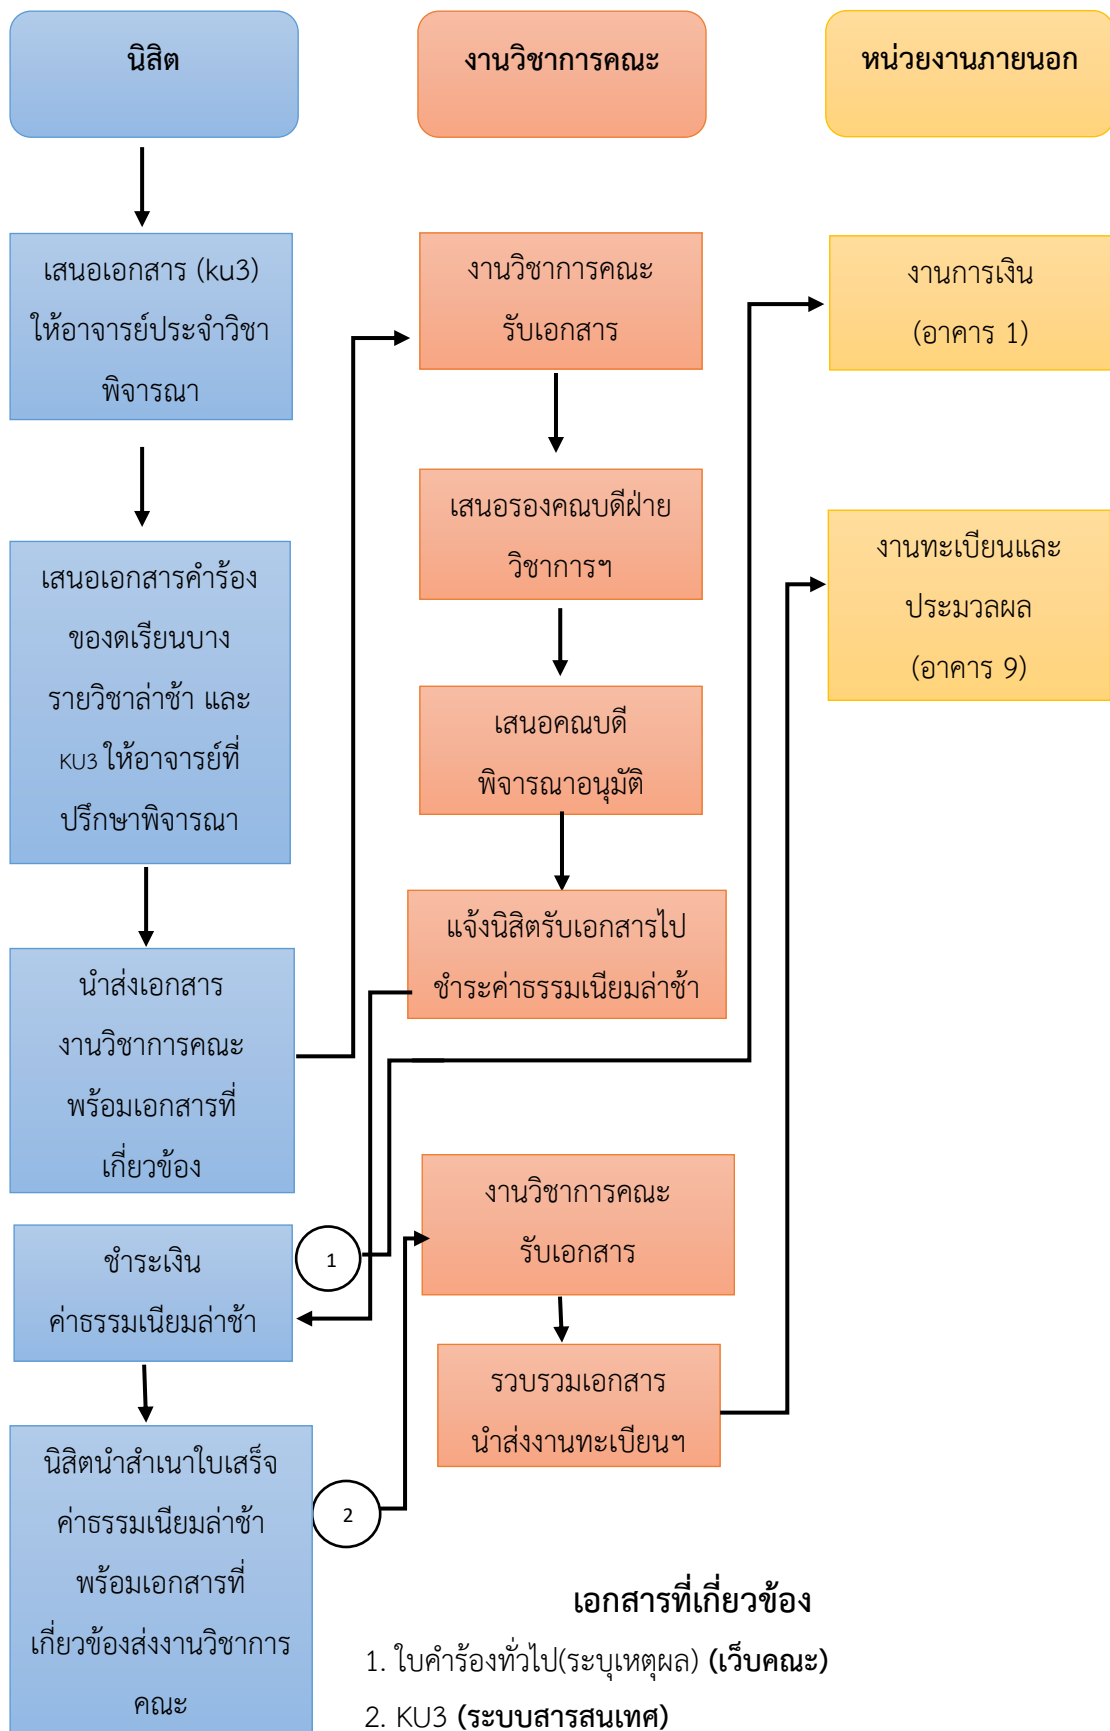 นิสิต
งานวิชาการคณะ
หน่วยงานภายนอก
เสนอเอกสาร (ku3)
ให้อาจารย์ประจำวิชา
พิจารณา
เสนอเอกสารคำร้อง
ของดเรียนบาง
รายวิชาล่าช้า และ
KU3 ให้อาจารย์ที่
ปรึกษาพิจารณา
นำส่งเอกสาร
งานวิชาการคณะ
พร้อมเอกสารที่
เกี่ยวข้อง
ชำระเงิน
ค่าธรรมเนียมล่าช้า
1
นิสิตนำสำเนาใบเสร็จ
ค่าธรรมเนียมล่าช้า
พร้อมเอกสารที่
เกี่ยวข้องส่งงานวิชาการ
คณะ
2
งานวิชาการคณะ
รับเอกสาร
เสนอรองคณบดีฝ่าย
วิชาการฯ
เสนอคณบดี
พิจารณาอนุมัติ
แจ้งนิสิตรับเอกสารไป
ชำระค่าธรรมเนียมล่าช้า
งานวิชาการคณะ
รับเอกสาร
รวบรวมเอกสาร
นำส่งงานทะเบียนฯ
งานการเงิน
(อาคาร 1)
งานทะเบียนและ
ประมวลผล
(อาคาร 9)
เอกสารที่เกี่ยวข้อง
1. ใบคำร้องทั่วไป(ระบุเหตุผล) (เว็บคณะ)
2. KU3 (ระบบสารสนเทศ)